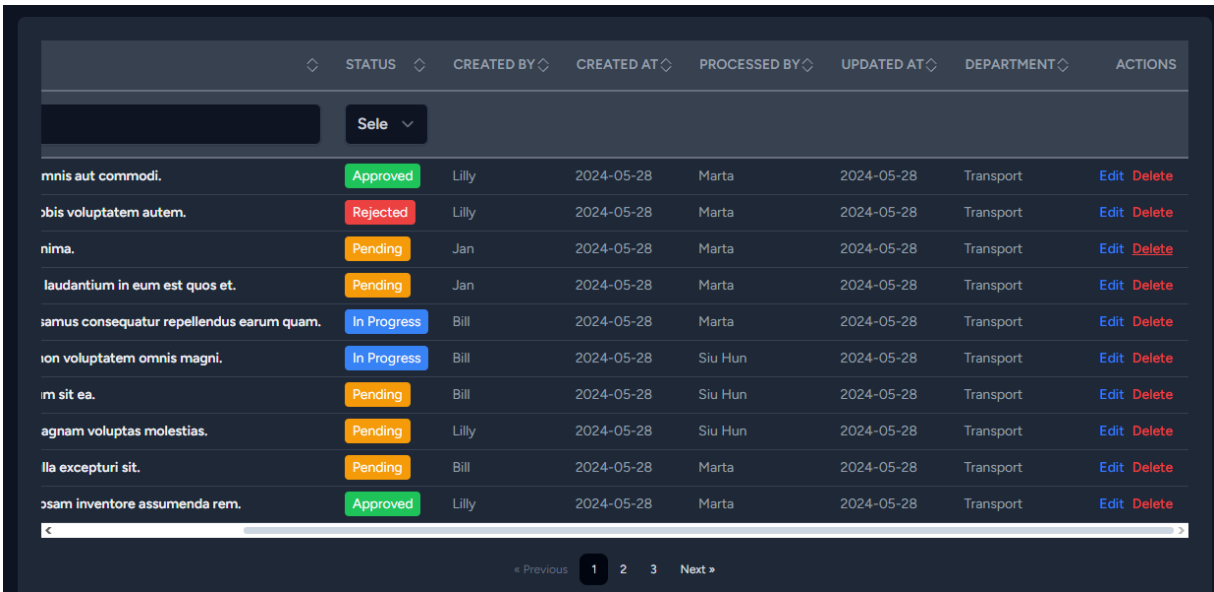 STATUS CREATED BY CREATED AT PROCESSED BY UPDATED AT DEPARTMENT ACTIONS
Sele
mnis aut commodi. Approved Lilly 2024-05-28 Marta 2024-05-28 Transport Edit Delete
obis voluptatem autem. Rejected Lilly 2024-05-28 Marta 2024-05-28 Transport Edit Delete
nima. Pending Jan 2024-05-28 Marta 2024-05-28 Transport Edit Delete
laudantium in eum est quos et. Pending Jan 2024-05-28 Marta 2024-05-28 Transport Edit Delete
samus consequatur repellendus earum quam. In Progress Bill 2024-05-28 Marta 2024-05-28 Transport Edit Delete
non voluptatem omnis magni. In Progress Bill 2024-05-28 Siu Hun 2024-05-28 Transport Edit Delete
m sit ea. Pending Bill 2024-05-28 Siu Hun 2024-05-28 Transport Edit Delete
agnam voluptas molestias. Pending Lilly 2024-05-28 Siu Hun 2024-05-28 Transport Edit Delete
lla excepturi sit. Pending Bill 2024-05-28 Marta 2024-05-28 Transport Edit Delete
osam inventore assumenda rem. Approved Lilly 2024-05-28 Marta 2024-05-28 Transport Edit Delete
« Previous 1 2 3 Next »